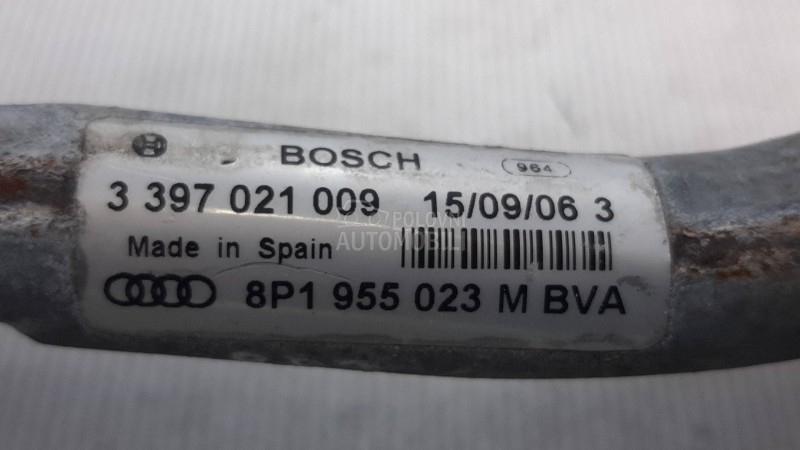 BOSCH 964
3 397 021 009 15/09/06 3
POLOVNI
AUTOMOBILI
Made in Spain
8P1 955 023 M BVA